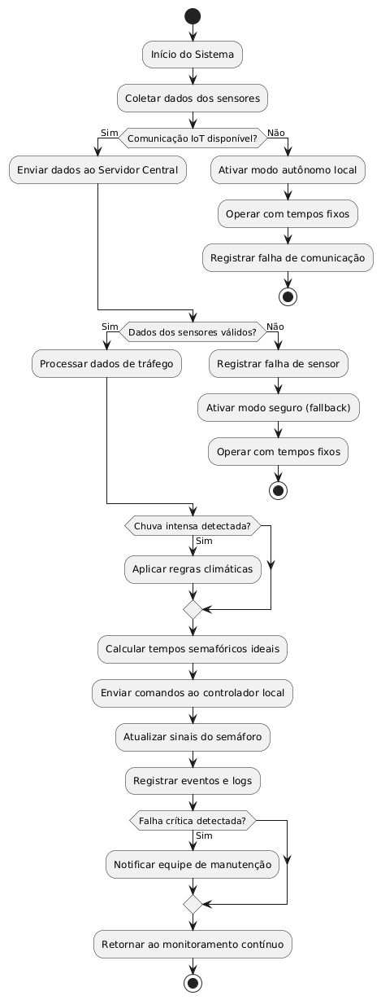 Início do Sistema
Coletar dados dos sensores
Sim
Comunicação IoT disponível?
Não
Enviar dados ao Servidor Central
Ativar modo autônomo local
Operar com tempos fixos
Registrar falha de comunicação
Sim
Dados dos sensores válidos?
Não
Processar dados de tráfego
Registrar falha de sensor
Ativar modo seguro (fallback)
Operar com tempos fixos
Chuva intensa detectada?
Sim
Aplicar regras climáticas
Calcular tempos semafóricos ideais
Enviar comandos ao controlador local
Atualizar sinais do semáforo
Registrar eventos e logs
Falha crítica detectada?
Sim
Notificar equipe de manutenção
Retornar ao monitoramento contínuo